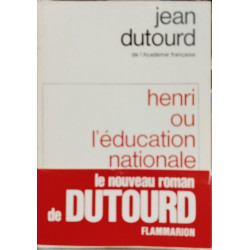 jean
dutourd
de l'Académie française
henri
ou
l'éducation
nationale
le nouveau roman
de DUTOURD
FLAMMARION